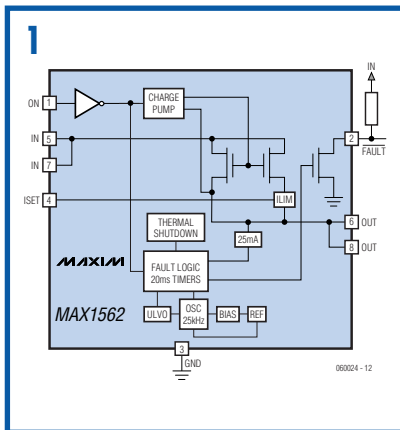 1
IN
ON 1
CHARGE
PUMP
IN 5
2
FAULT
IN 7
ISET 4
ILIM
6 OUT
THERMAL
SHUTDOWN
25mA
8 OUT
MAXIM
FAULT LOGIC
20ms TIMERS
MAX1562
ULVO
OSC
25kHz
BIAS
REF
3
GND
060024 - 12